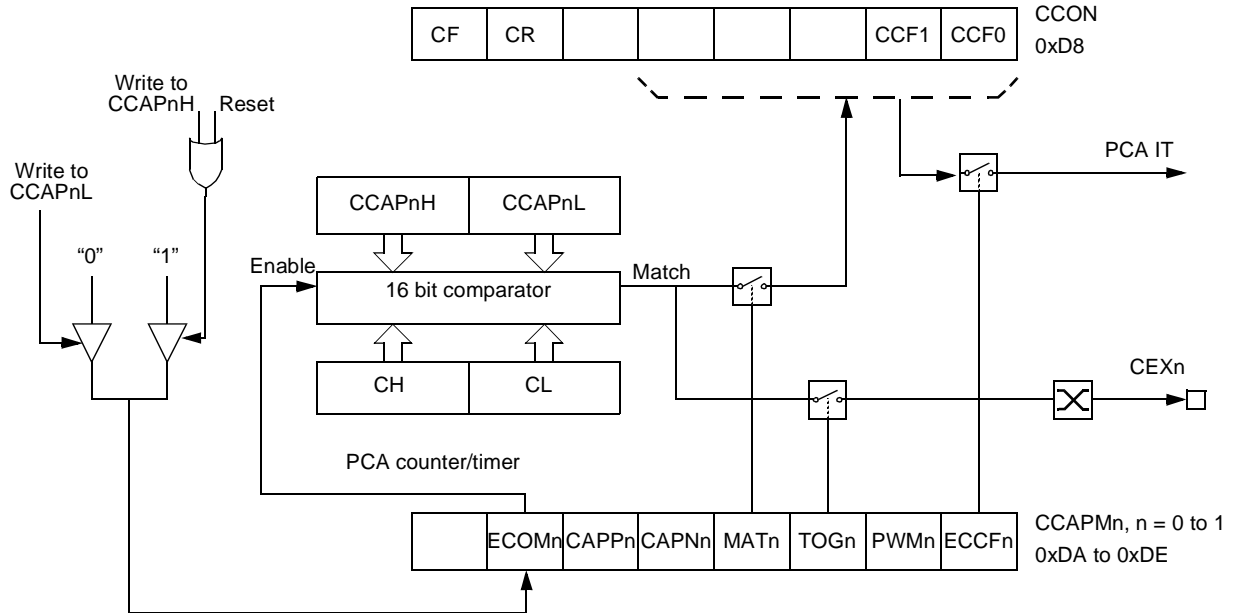 CF CR CCF1 CCF0
CCON
0xD8
Write to
CCAPnH Reset
Write to
CCAPnL
PCA IT
CCAPnH CCAPnL
“0” “1”
Enable
16 bit comparator
Match
CH CL
CEXn
PCA counter/timer
ECOMn CAPPn CAPNn MATn TOGn PWMn ECCFn
CCAPMn, n = 0 to 1
0xDA to 0xDE